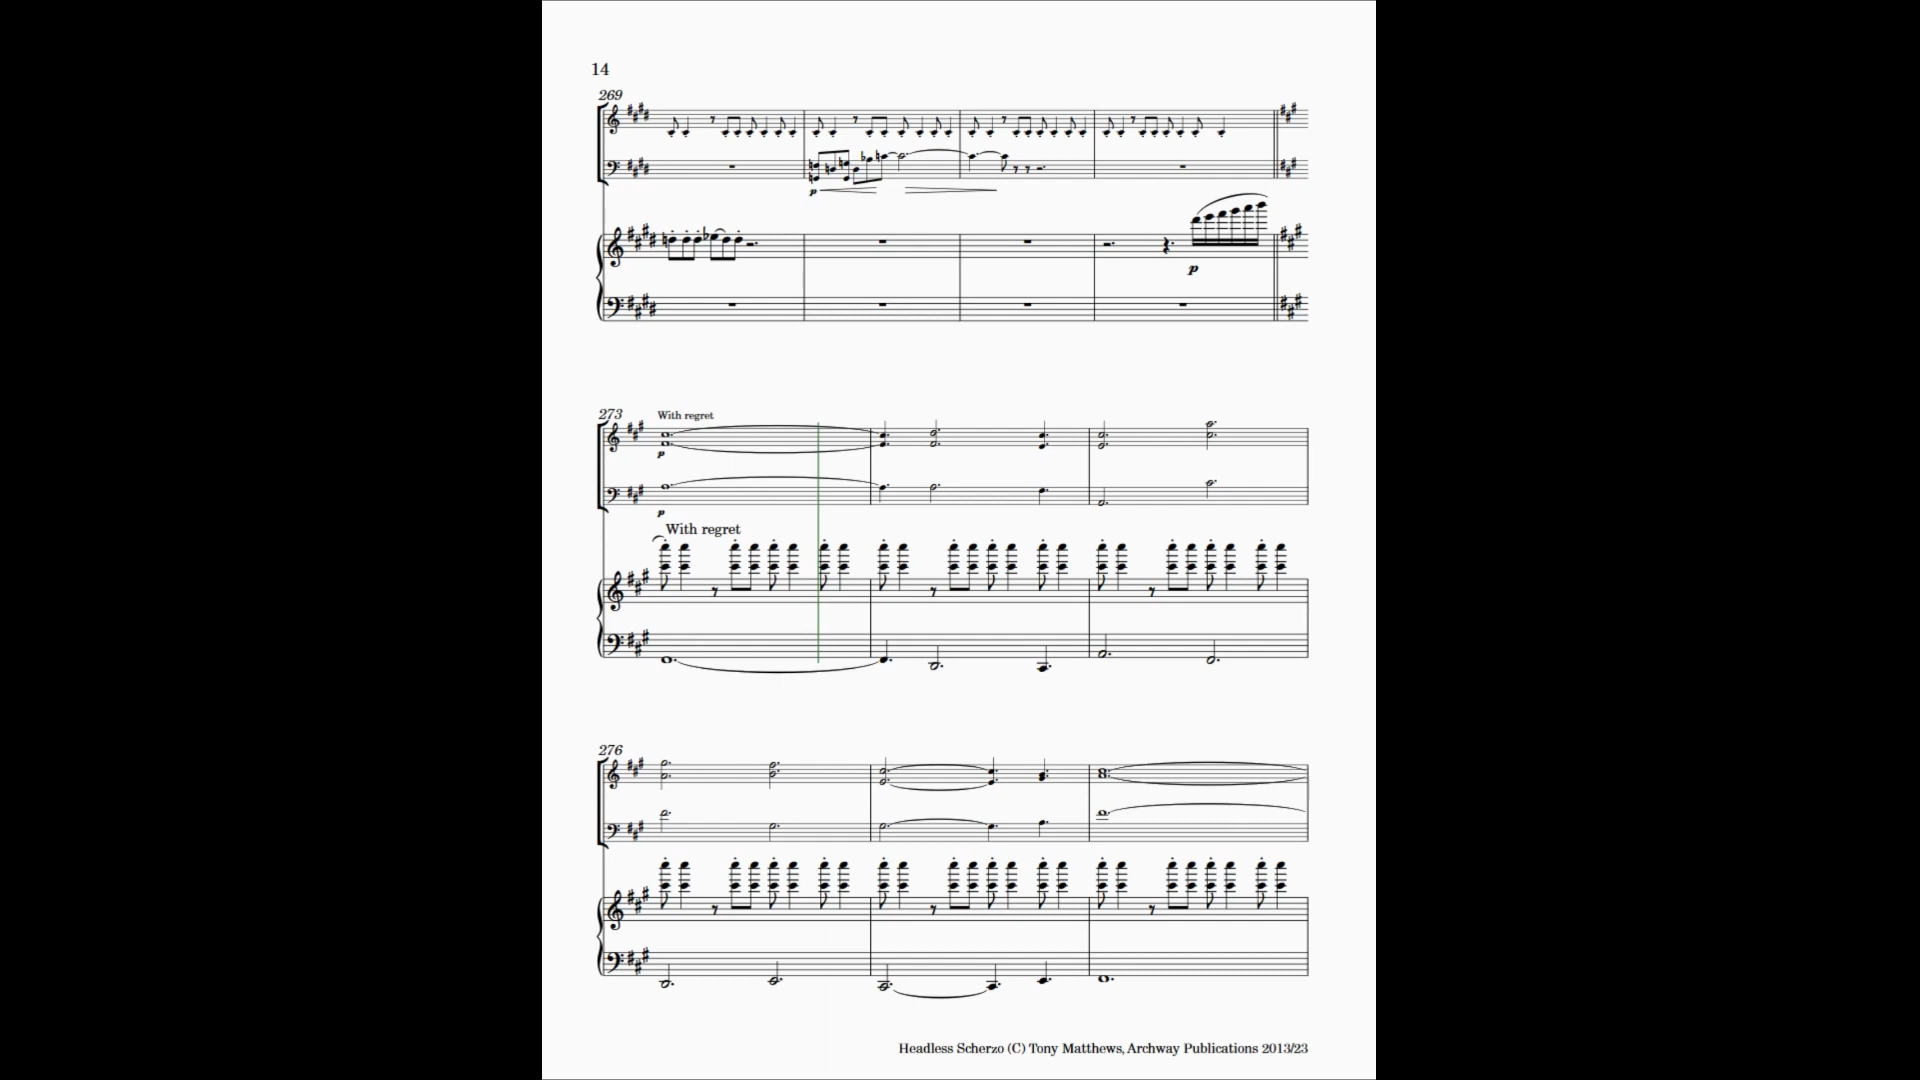 14
269
p
p
273
With regret
p
p
With regret
276
Headless Scherzo (C) Tony Matthews, Archway Publications 2013/23